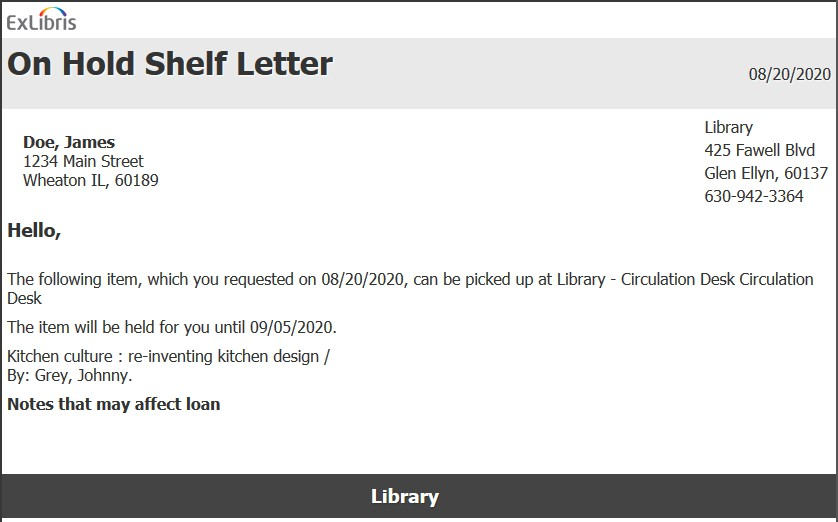 ExLibris
On Hold Shelf Letter
08/20/2020
Doe, James
1234 Main Street
Wheaton IL, 60189
Library
425 Fawell Blvd
Glen Ellyn, 60137
630-942-3364
Hello,
The following item, which you requested on 08/20/2020, can be picked up at Library - Circulation Desk Circulation
Desk
The item will be held for you until 09/05/2020.
Kitchen culture : re-inventing kitchen design /
By: Grey, Johnny.
Notes that may affect loan
Library